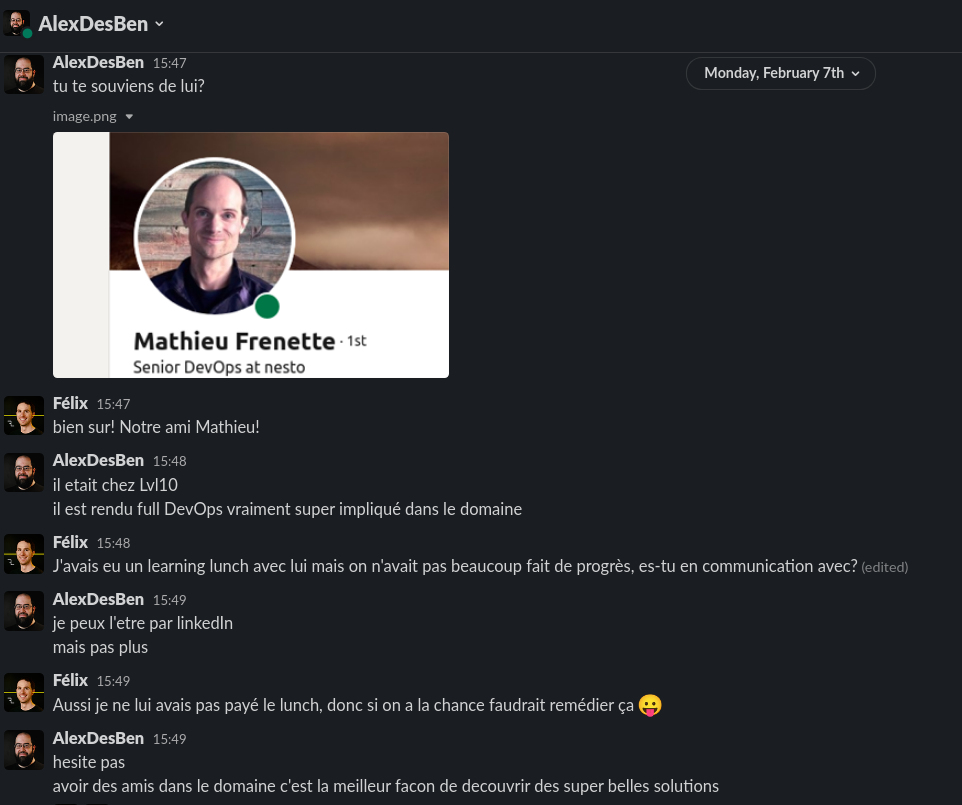 AlexDesBen
Monday, February 7th
AlexDesBen 15:47
tu te souviens de lui?
image.png
Mathieu Frenette · 1st
Senior DevOps at nesto
Félix 15:47
bien sur! Notre ami Mathieu!
AlexDesBen 15:48
il etait chez Lvl10
il est rendu full DevOps vraiment super impliqué dans le domaine
Félix 15:48
J'avais eu un learning lunch avec lui mais on n'avait pas beaucoup fait de progrès, es-tu en communication avec? (edited)
AlexDesBen 15:49
je peux l'etre par linkedIn
mais pas plus
Félix 15:49
Aussi je ne lui avais pas payé le lunch, donc si on a la chance faudrait remédier ça 😛
AlexDesBen 15:49
hesite pas
avoir des amis dans le domaine c'est la meilleur facon de decouvrir des super belles solutions